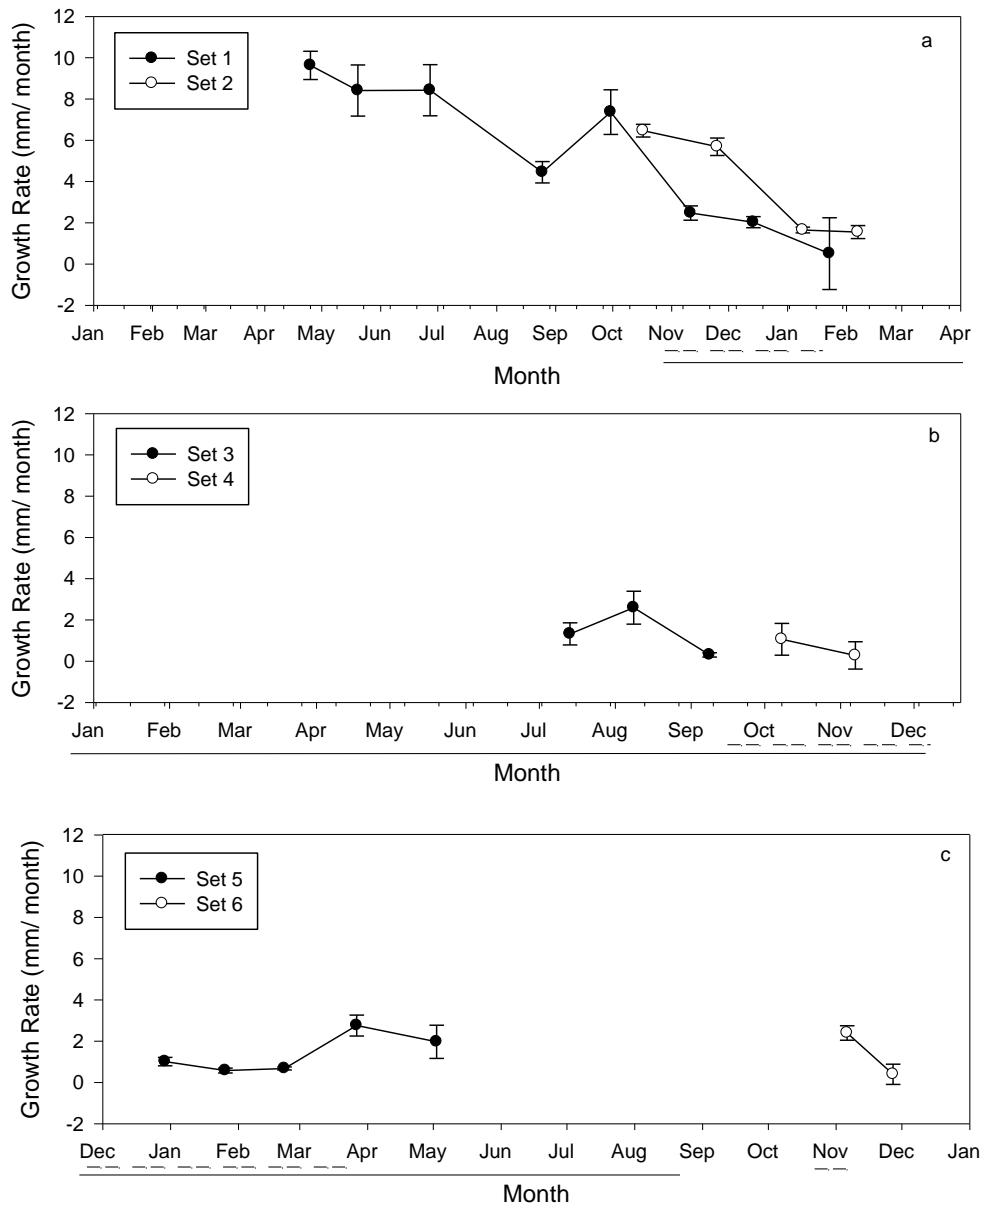 12
a
10
Set 1
Set 2
8
6
4
2
0
-2
Growth Rate (mm/ month)
Jan Feb Mar Apr May Jun Jul Aug Sep Oct Nov Dec Jan Feb Mar Apr
Month
12
b
10
Set 3
Set 4
8
6
4
2
0
-2
Growth Rate (mm/ month)
Jan Feb Mar Apr May Jun Jul Aug Sep Oct Nov Dec
Month
12
c
10
Set 5
Set 6
8
6
4
2
0
-2
Growth Rate (mm/ month)
Dec Jan Feb Mar Apr May Jun Jul Aug Sep Oct Nov Dec Jan
Month